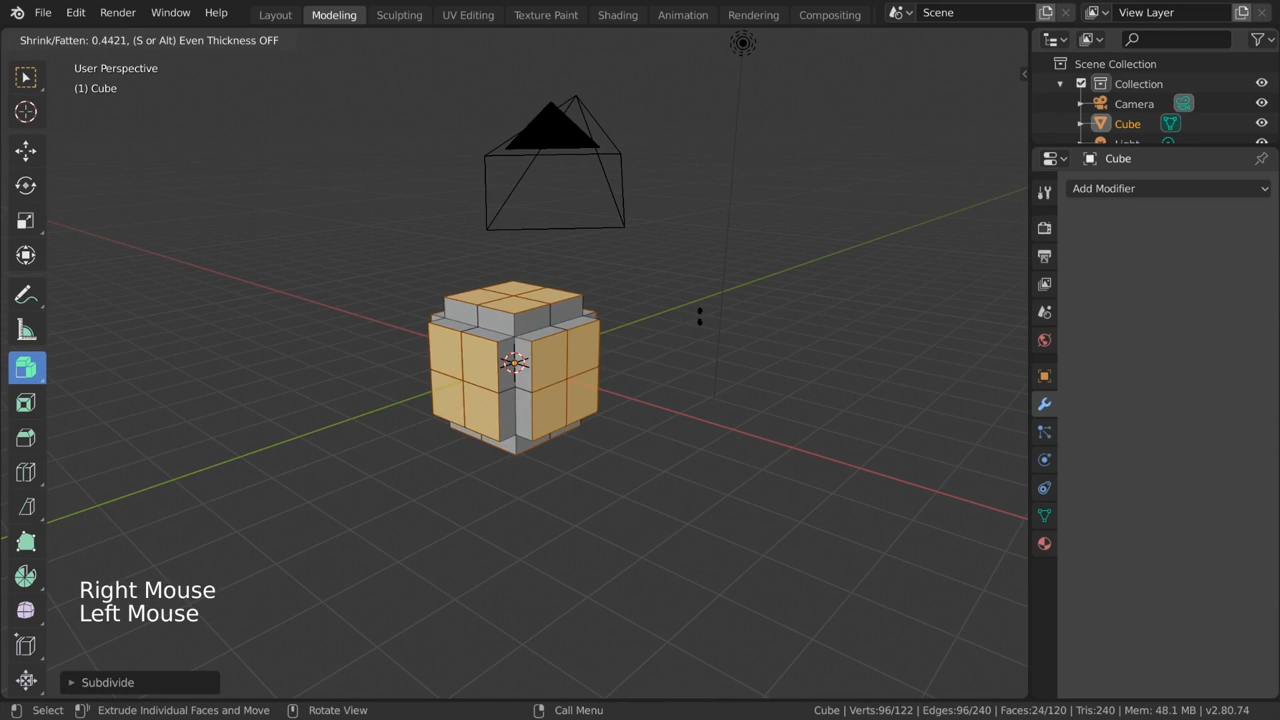 File Edit Render Window Help Layout Modeling Sculpting UV Editing Texture Paint Shading Animation Rendering Compositing Scene View Layer
Shrink/Fatten: 0.4421, (S or Alt) Even Thickness OFF
User Perspective
(1) Cube
Scene Collection
Collection
Camera
Cube
Light
Cube
Add Modifier
Right Mouse
Left Mouse
Subdivide
Select Extrude Individual Faces and Move Rotate View Call Menu Cube | Verts:96/122 | Edges:96/240 | Faces:24/120 | Tris:240 | Mem: 48.1 MB | v2.80.74